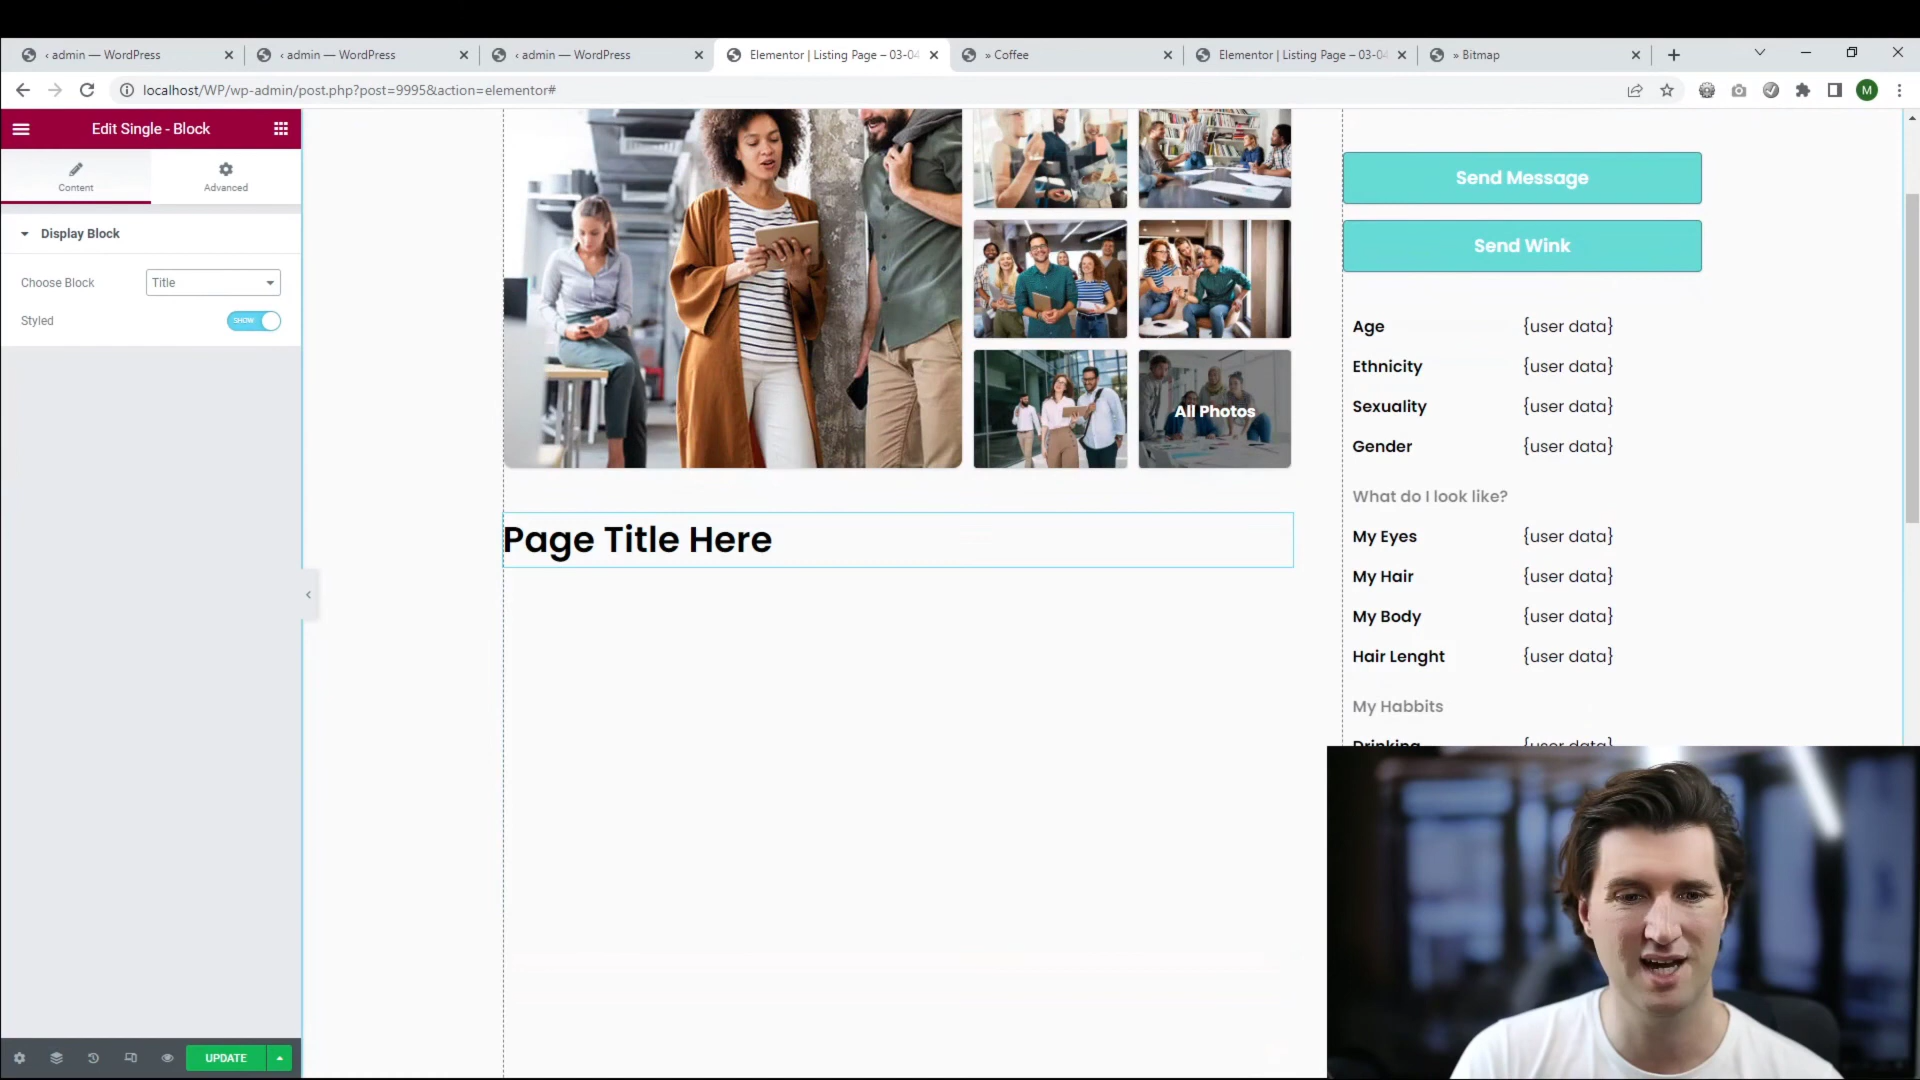 ‹ admin — WordPress
‹ admin — WordPress
‹ admin — WordPress
Elementor | Listing Page – 03-04
» Coffee
Elementor | Listing Page – 03-04
» Bitmap
localhost/WP/wp-admin/post.php?post=9995&action=elementor#
M
Edit Single - Block
Content
Advanced
Display Block
Choose Block
Title
Styled
SHOW
UPDATE
All Photos
Page Title Here
Send Message
Send Wink
Age {user data}
Ethnicity {user data}
Sexuality {user data}
Gender {user data}
What do I look like?
My Eyes {user data}
My Hair {user data}
My Body {user data}
Hair Lenght {user data}
My Habbits
Drinking {user data}